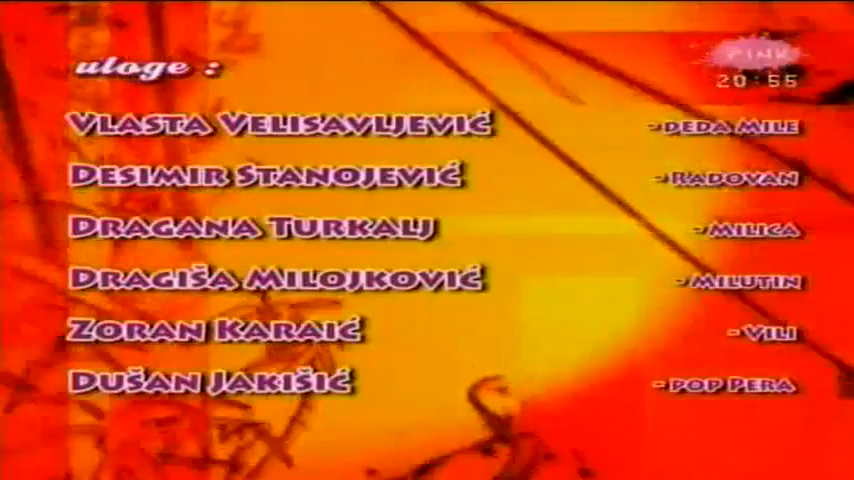 uloge :
PINK
20:55
VLASTA VELISAVLJEVIĆ - DEDA MILE
DESIMIR STANOJEVIĆ - RADOVAN
DRAGANA TURKALJ - MILICA
DRAGIŠA MILOJKOVIĆ - MILUTIN
ZORAN KARAIĆ - VILI
DUŠAN JAKIŠIĆ - POP PERA